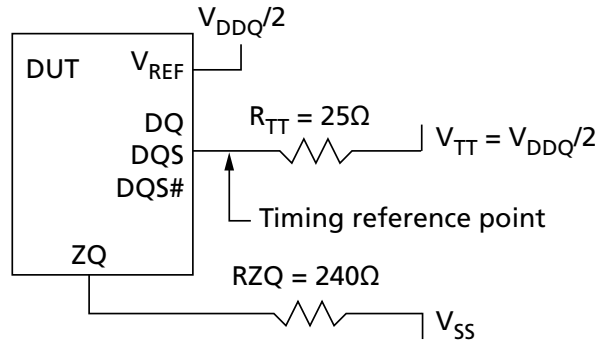 V_DDQ/2
DUT
V_REF
DQ
DQS
DQS#
R_TT = 25Ω
V_TT = V_DDQ/2
Timing reference point
ZQ
RZQ = 240Ω
V_SS